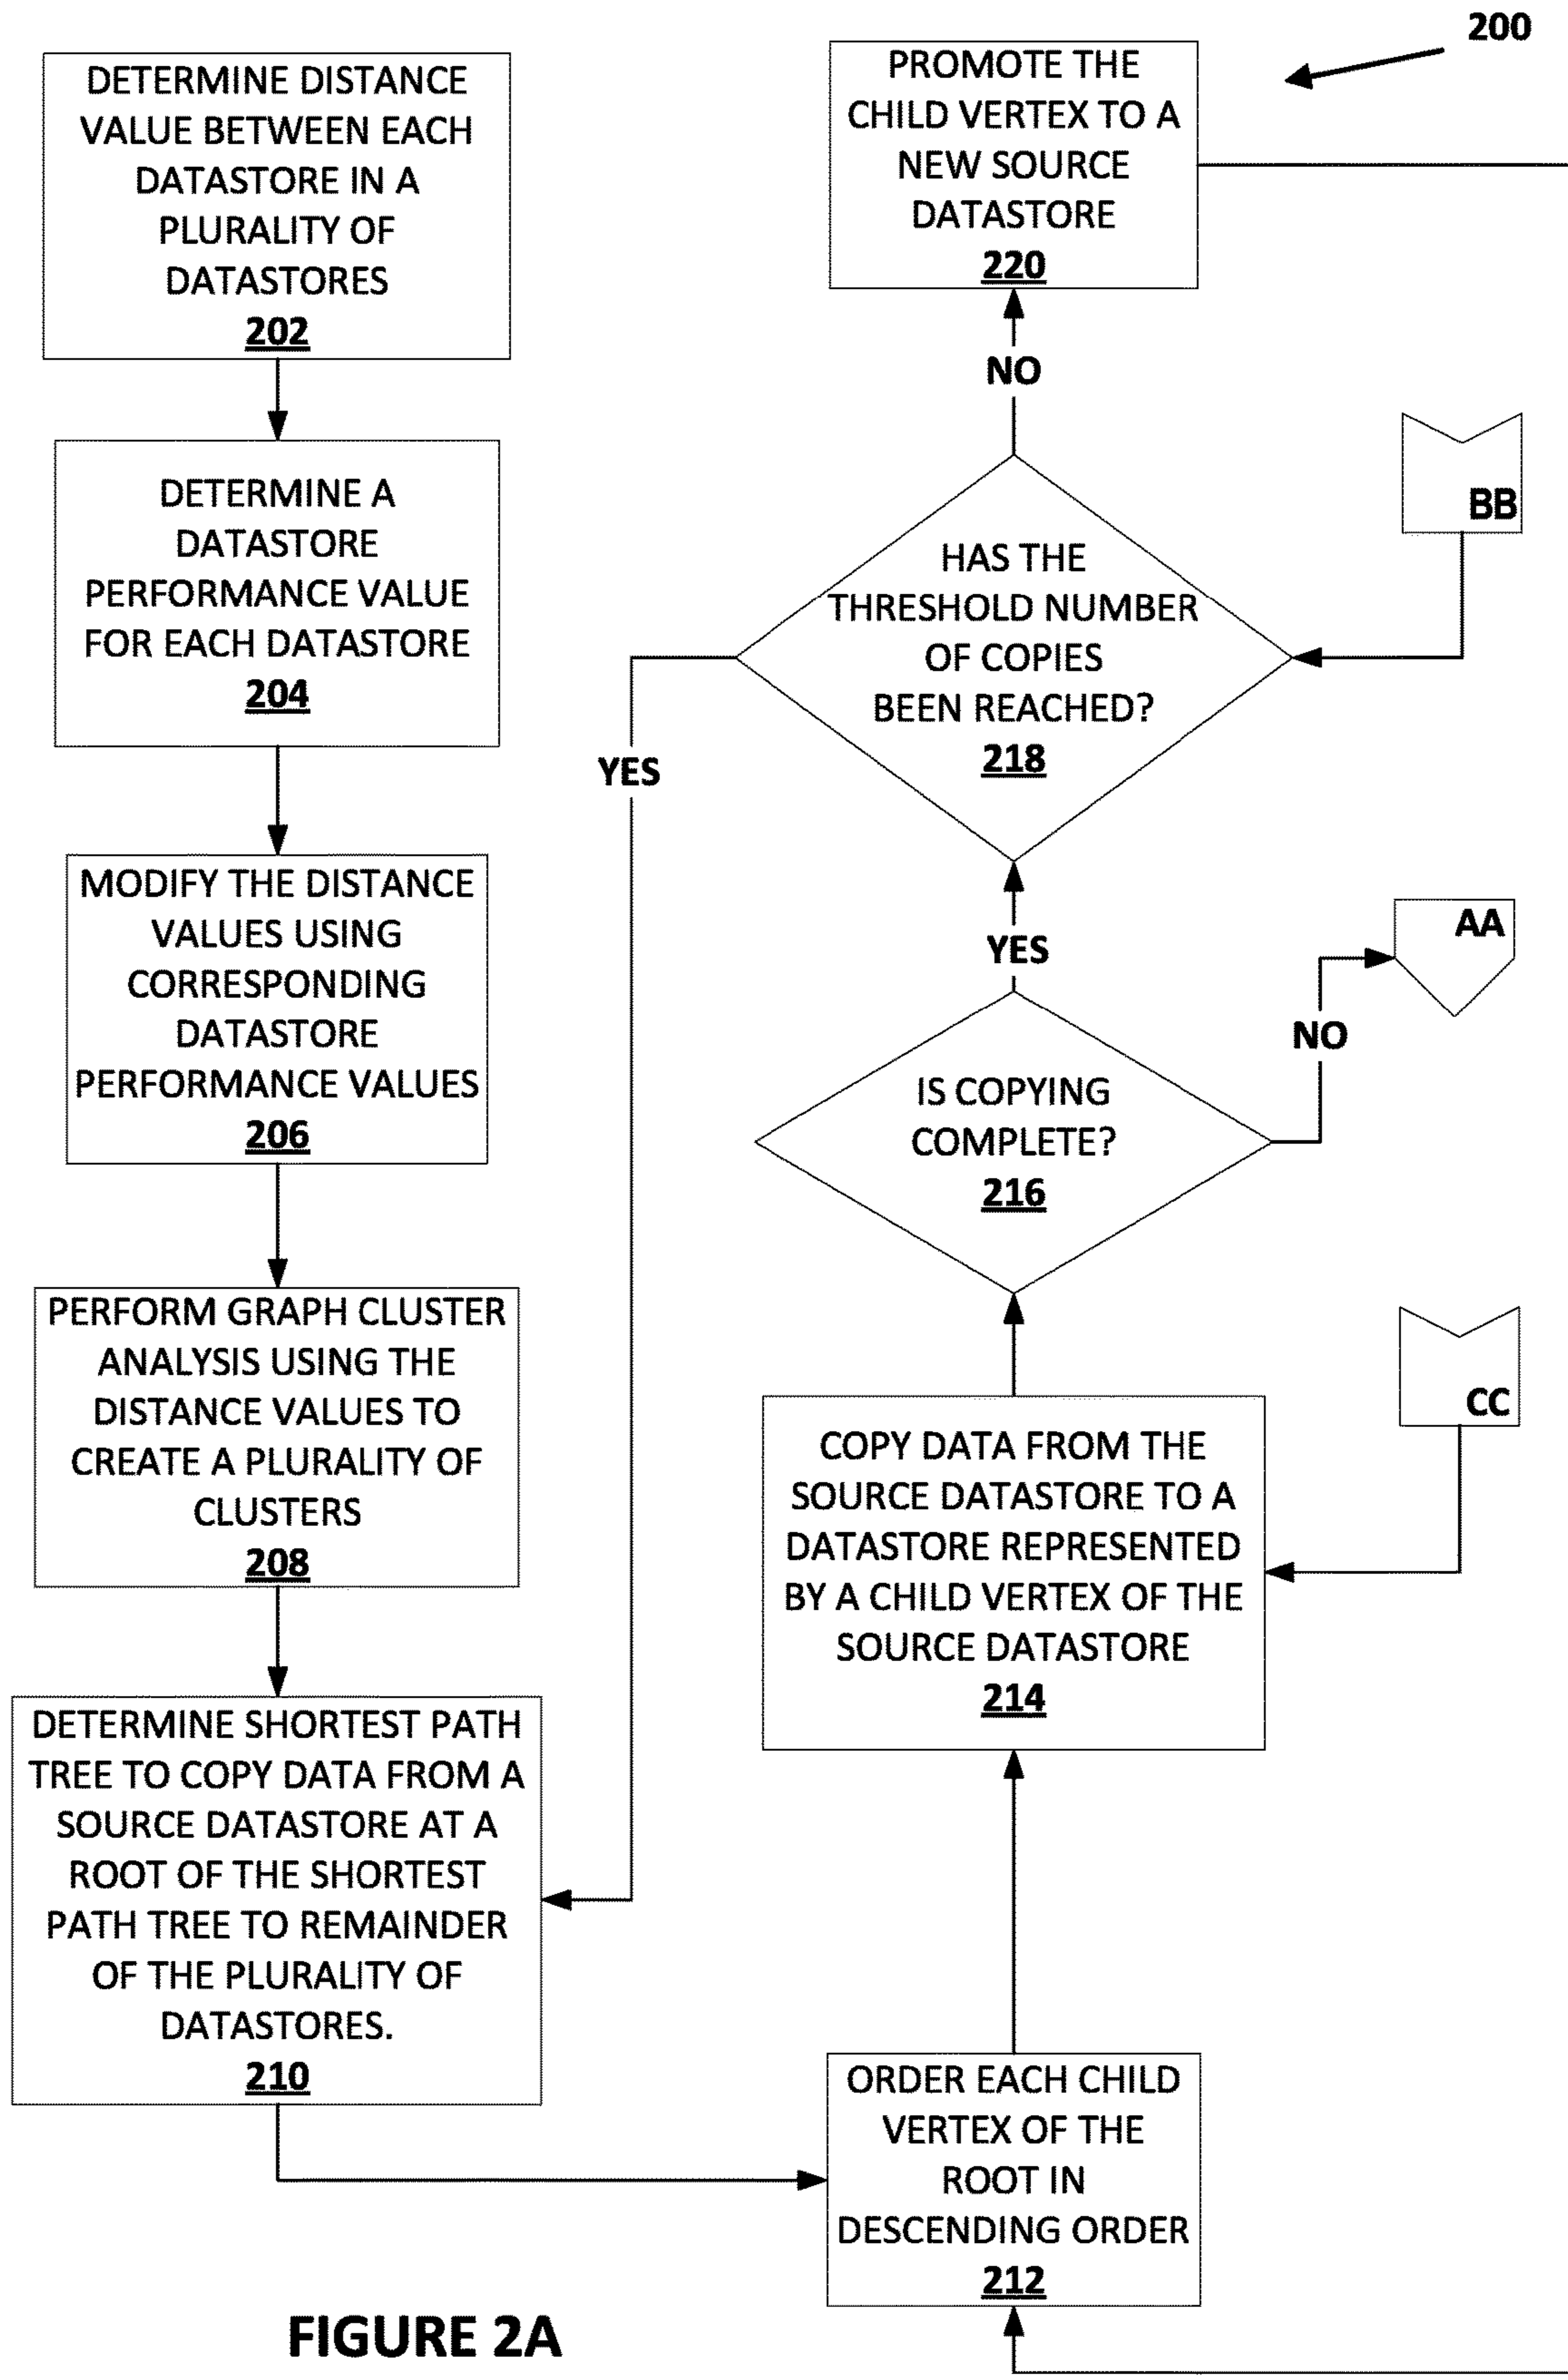 DETERMINE DISTANCE
VALUE BETWEEN EACH
DATASTORE IN A
PLURALITY OF
DATASTORES
202
DETERMINE A
DATASTORE
PERFORMANCE VALUE
FOR EACH DATASTORE
204
MODIFY THE DISTANCE
VALUES USING
CORRESPONDING
DATASTORE
PERFORMANCE VALUES
206
PERFORM GRAPH CLUSTER
ANALYSIS USING THE
DISTANCE VALUES TO
CREATE A PLURALITY OF
CLUSTERS
208
DETERMINE SHORTEST PATH
TREE TO COPY DATA FROM A
SOURCE DATASTORE AT A
ROOT OF THE SHORTEST
PATH TREE TO REMAINDER
OF THE PLURALITY OF
DATASTORES.
210
YES
200
PROMOTE THE
CHILD VERTEX TO A
NEW SOURCE
DATASTORE
220
NO
BB
HAS THE
THRESHOLD NUMBER
OF COPIES
BEEN REACHED?
218
YES
AA
NO
IS COPYING
COMPLETE?
216
CC
COPY DATA FROM THE
SOURCE DATASTORE TO A
DATASTORE REPRESENTED
BY A CHILD VERTEX OF THE
SOURCE DATASTORE
214
ORDER EACH CHILD
VERTEX OF THE
ROOT IN
DESCENDING ORDER
212
FIGURE 2A